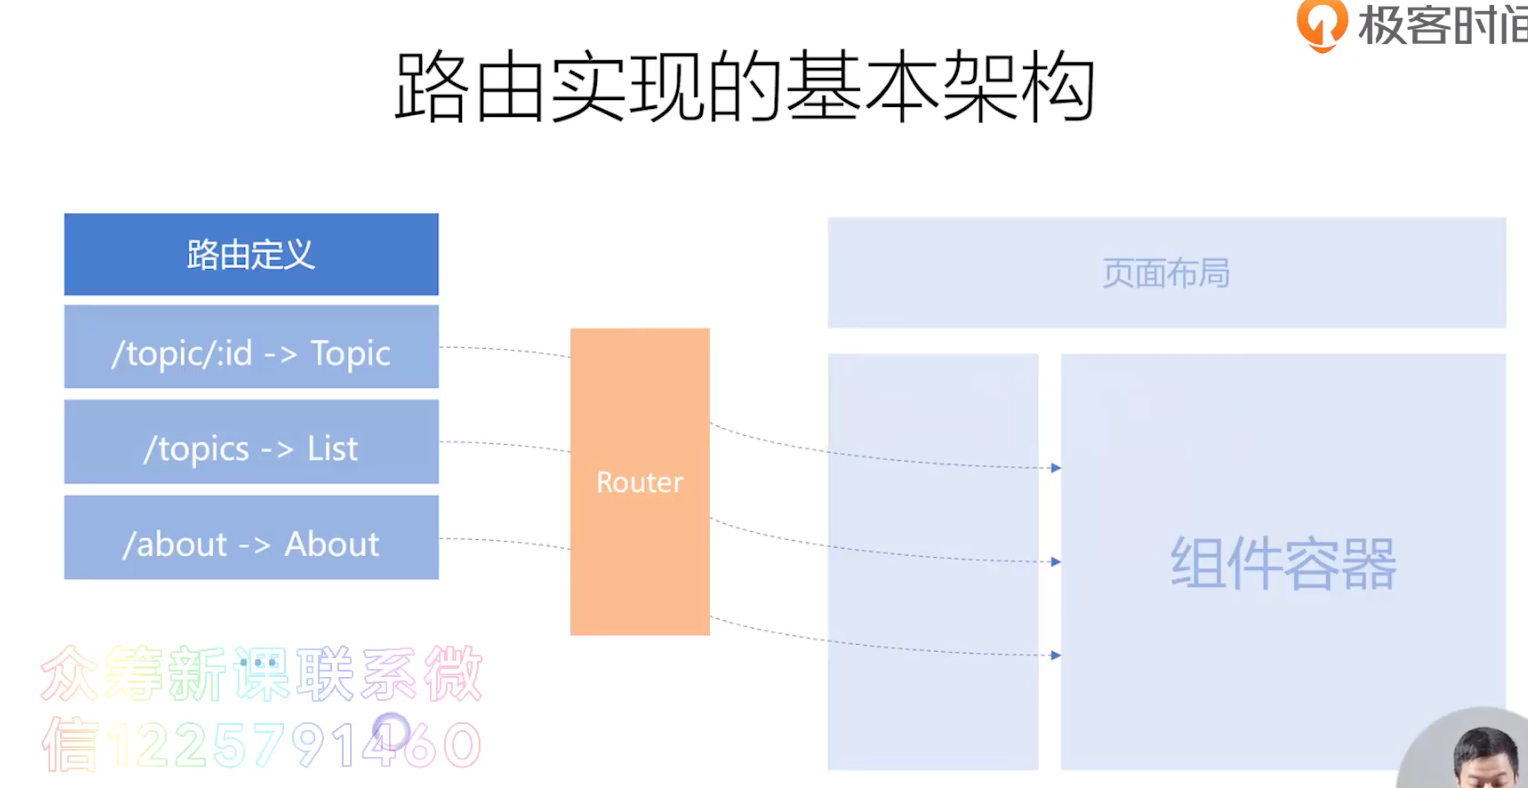 极客时间
路由实现的基本架构
路由定义
/topic/:id -> Topic
/topics -> List
/about -> About
Router
页面布局
组件容器
众筹新课联系微
信1225791460